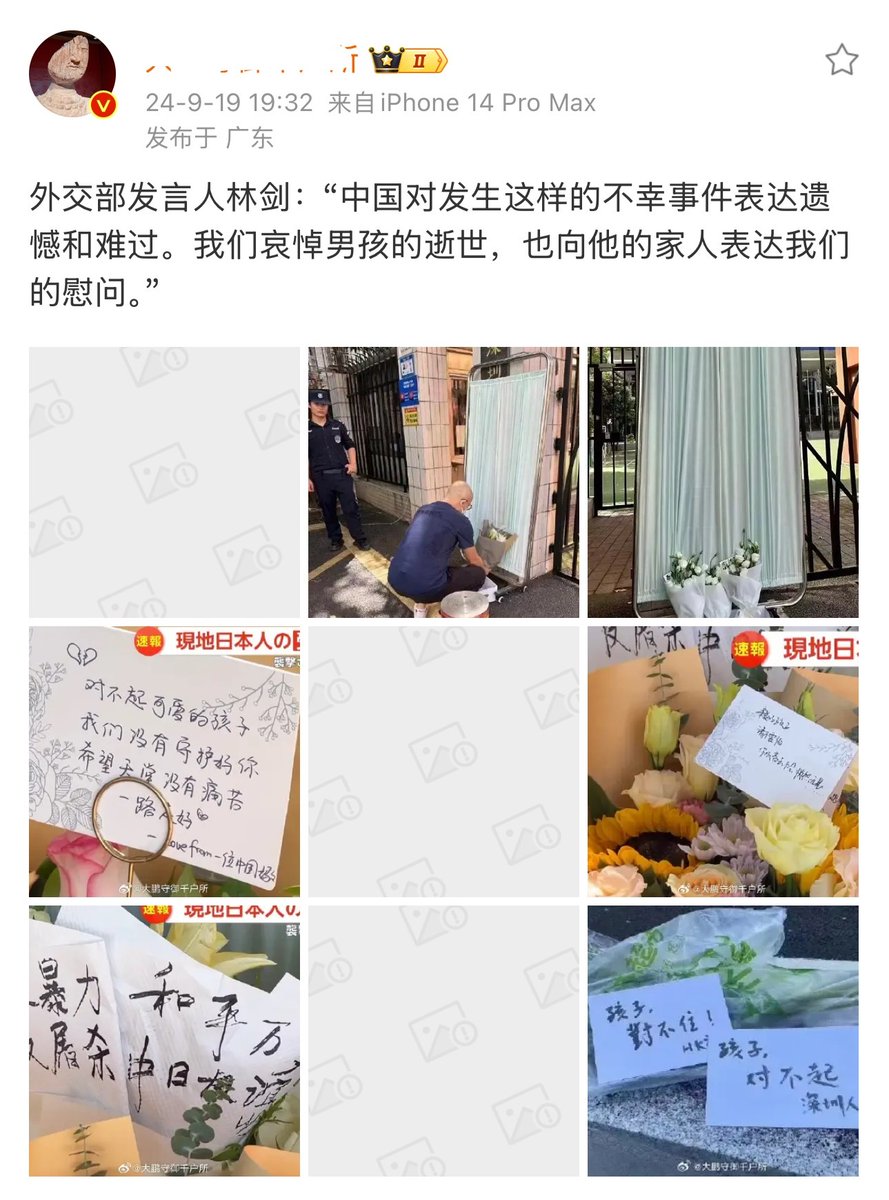 II
V
24-9-19 19:32 来自iPhone 14 Pro Max
发布于 广东
外交部发言人林剑：“中国对发生这样的不幸事件表达遗
憾和难过。我们哀悼男孩的逝世，也向他的家人表达我们
的慰问。”
速報 現地日本人の
对不起可爱的孩子
我们没有守护好你
希望天堂没有痛苦
一路走好
Love from 一位中国妈妈
@大鹏守御千户所
速報 現地日本
@大鹏守御千户所
速報 現地日本人の
暴力
屠杀
和平万
中日
@大鹏守御千户所
孩子,
對不住！
HK
孩子,
对不起
深圳人
@大鹏守御千户所